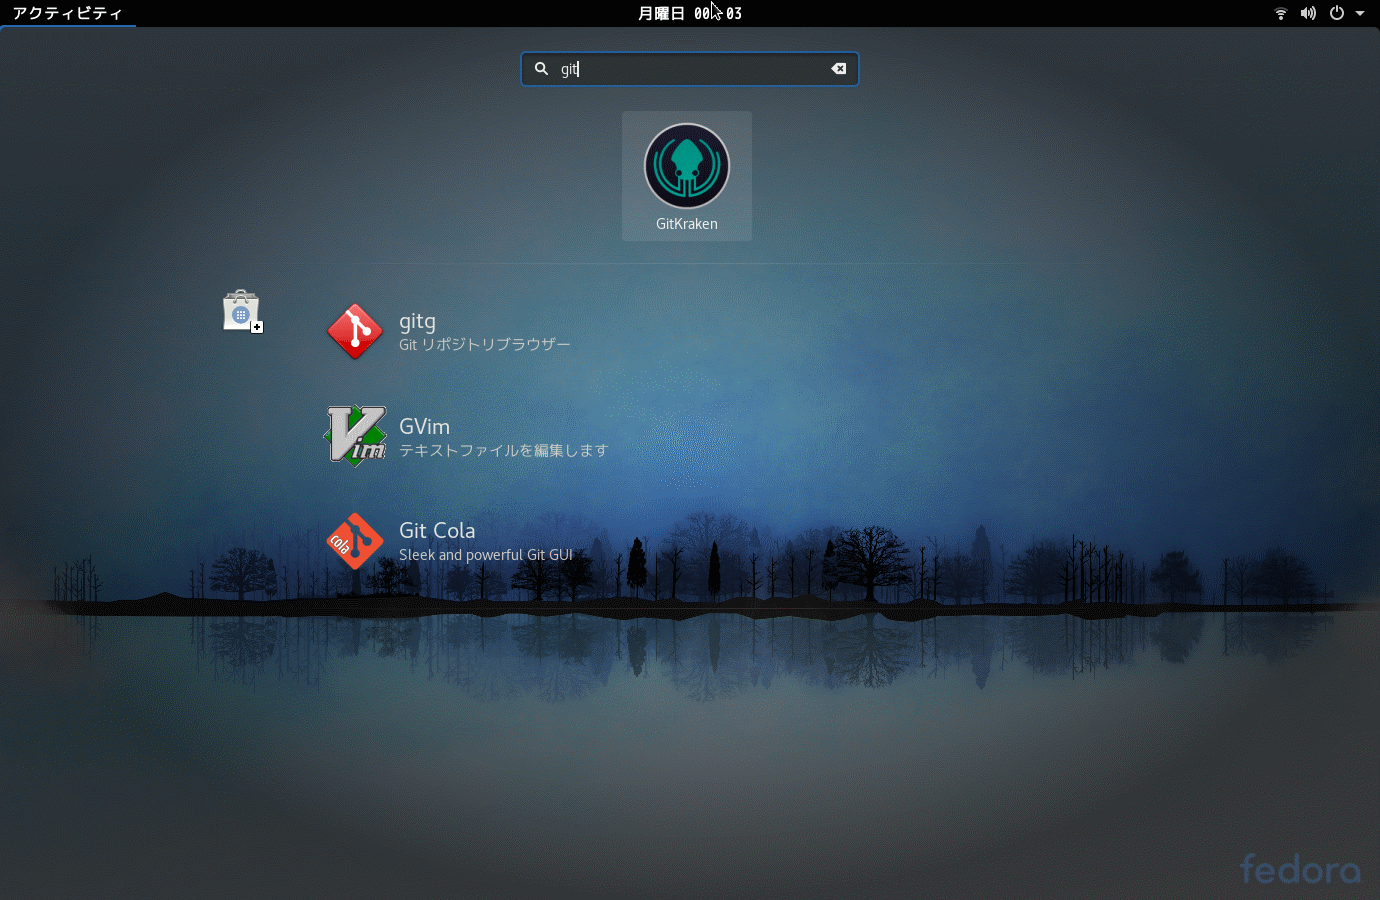 アクティビティ
月曜日 00:03
git
GitKraken
gitg
Git リポジトリブラウザー
GVim
テキストファイルを編集します
Git Cola
Sleek and powerful Git GUI
Vim
cola
fedora